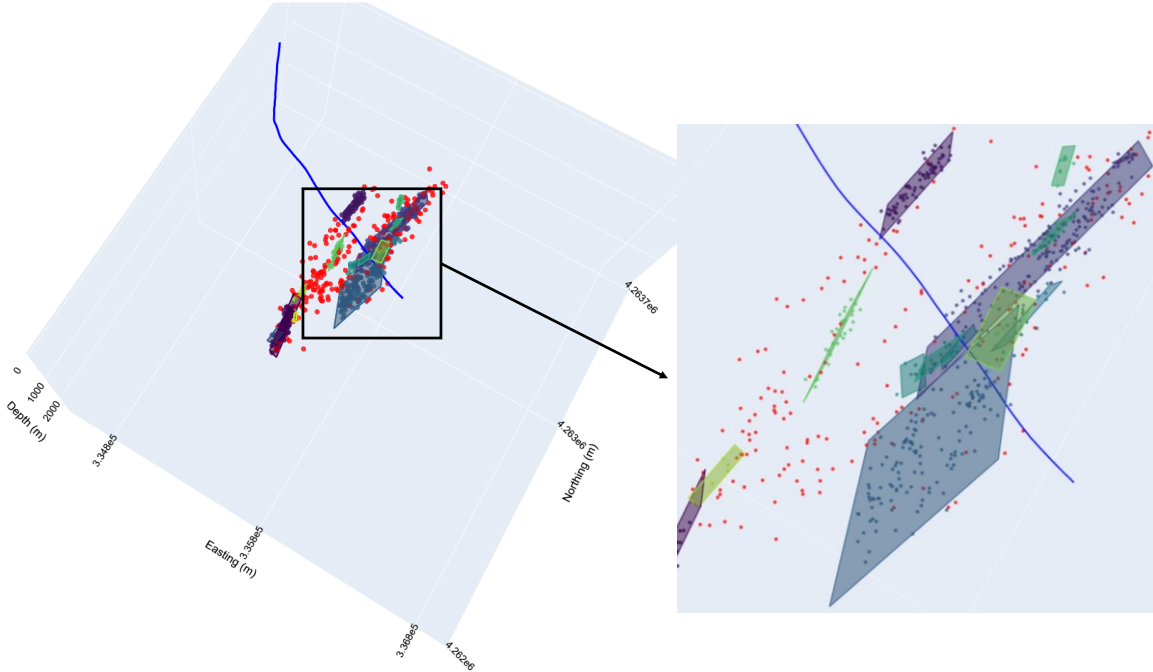 0
1000
2000
Depth (m)
3.348e5
3.358e5
Easting (m)
3.368e5
4.262e6
4.263e6
Northing (m)
4.2637e6